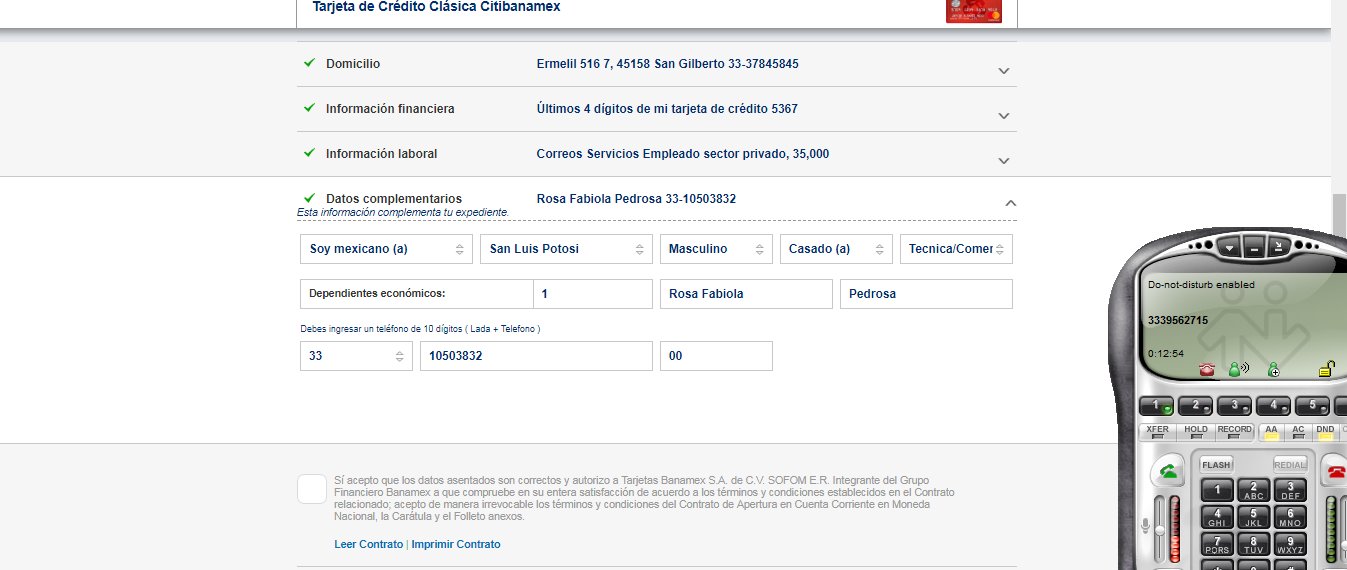 Tarjeta de Crédito Clásica Citibanamex
Domicilio Ermelil 516 7, 45158 San Gilberto 33-37845845
Información financiera Últimos 4 dígitos de mi tarjeta de crédito 5367
Información laboral Correos Servicios Empleado sector privado, 35,000
Datos complementarios Rosa Fabiola Pedrosa 33-10503832
Esta información complementa tu expediente.
Soy mexicano (a) San Luis Potosi Masculino Casado (a) Tecnica/Comer
Dependientes económicos: 1 Rosa Fabiola Pedrosa
Debes ingresar un teléfono de 10 dígitos ( Lada + Telefono )
33 10503832 00
Sí acepto que los datos asentados son correctos y autorizo a Tarjetas Banamex S.A. de C.V. SOFOM E.R. Integrante del Grupo
Financiero Banamex a que compruebe en su entera satisfacción de acuerdo a los términos y condiciones establecidos en el Contrato
relacionado; acepto de manera irrevocable los términos y condiciones del Contrato de Apertura en Cuenta Corriente en Moneda
Nacional, la Carátula y el Folleto anexos.
Leer Contrato | Imprimir Contrato
Do-not-disturb enabled
3339562715
0:12:54
1 2 3 4 5
XFER HOLD RECORD AA AC DND
FLASH REDIAL
1 2 ABC 3 DEF
4 GHI 5 JKL 6 MNO
7 PQRS 8 TUV 9 WXYZ